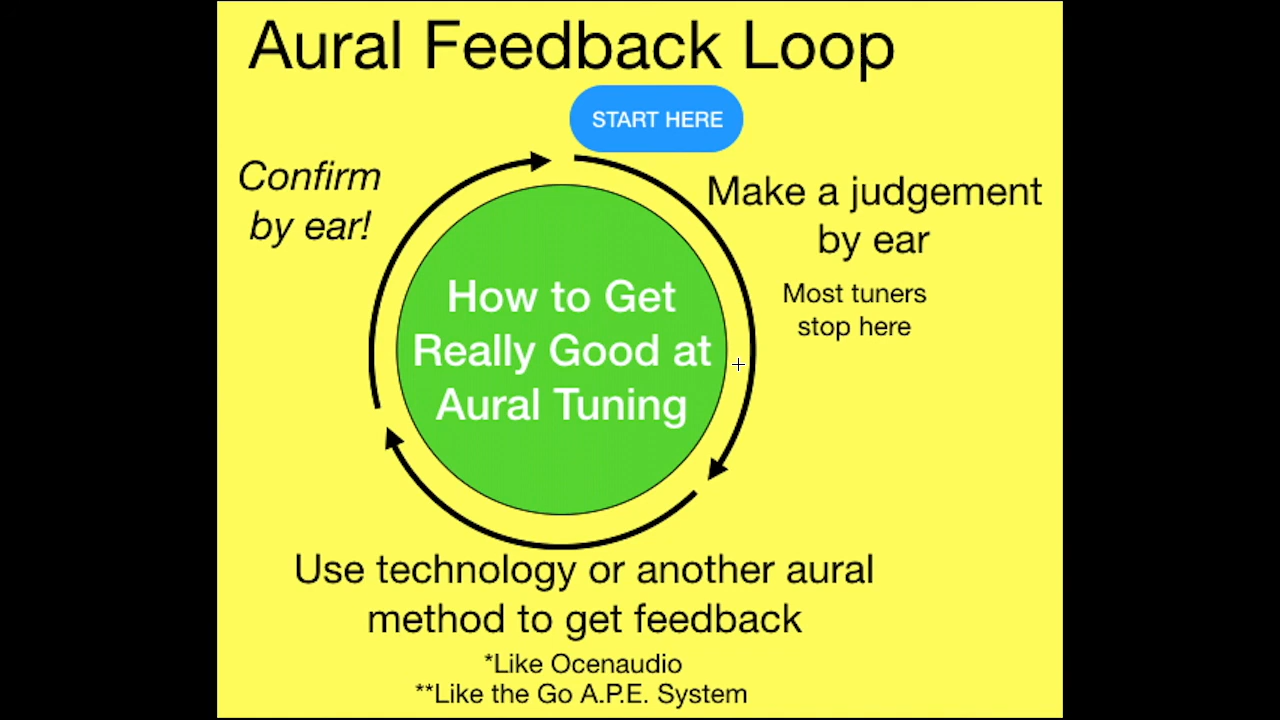 Aural Feedback Loop
START HERE
Confirm
by ear!
Make a judgement
by ear
Most tuners
stop here
How to Get
Really Good at
Aural Tuning
Use technology or another aural
method to get feedback
*Like Ocenaudio
**Like the Go A.P.E. System